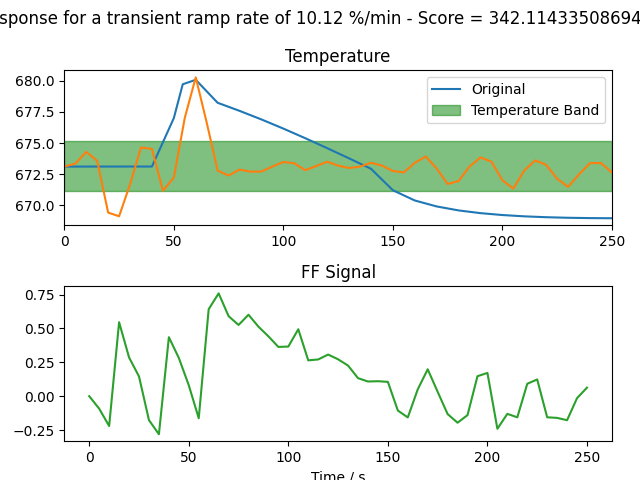 sponse for a transient ramp rate of 10.12 %/min - Score = 342.11433508694
Temperature
680.0
677.5
675.0
672.5
670.0
Original
Temperature Band
0 50 100 150 200 250
FF Signal
0.75
0.50
0.25
0.00
−0.25
0 50 100 150 200 250
Time / s